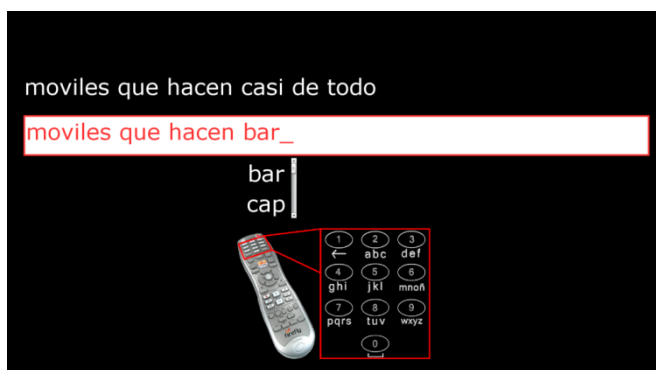 moviles que hacen casi de todo
moviles que hacen bar_
bar
cap
1 2 3
← abc def
4 5 6
ghi jkl mnoñ
7 8 9
pqrs tuv wxyz
0
firefly